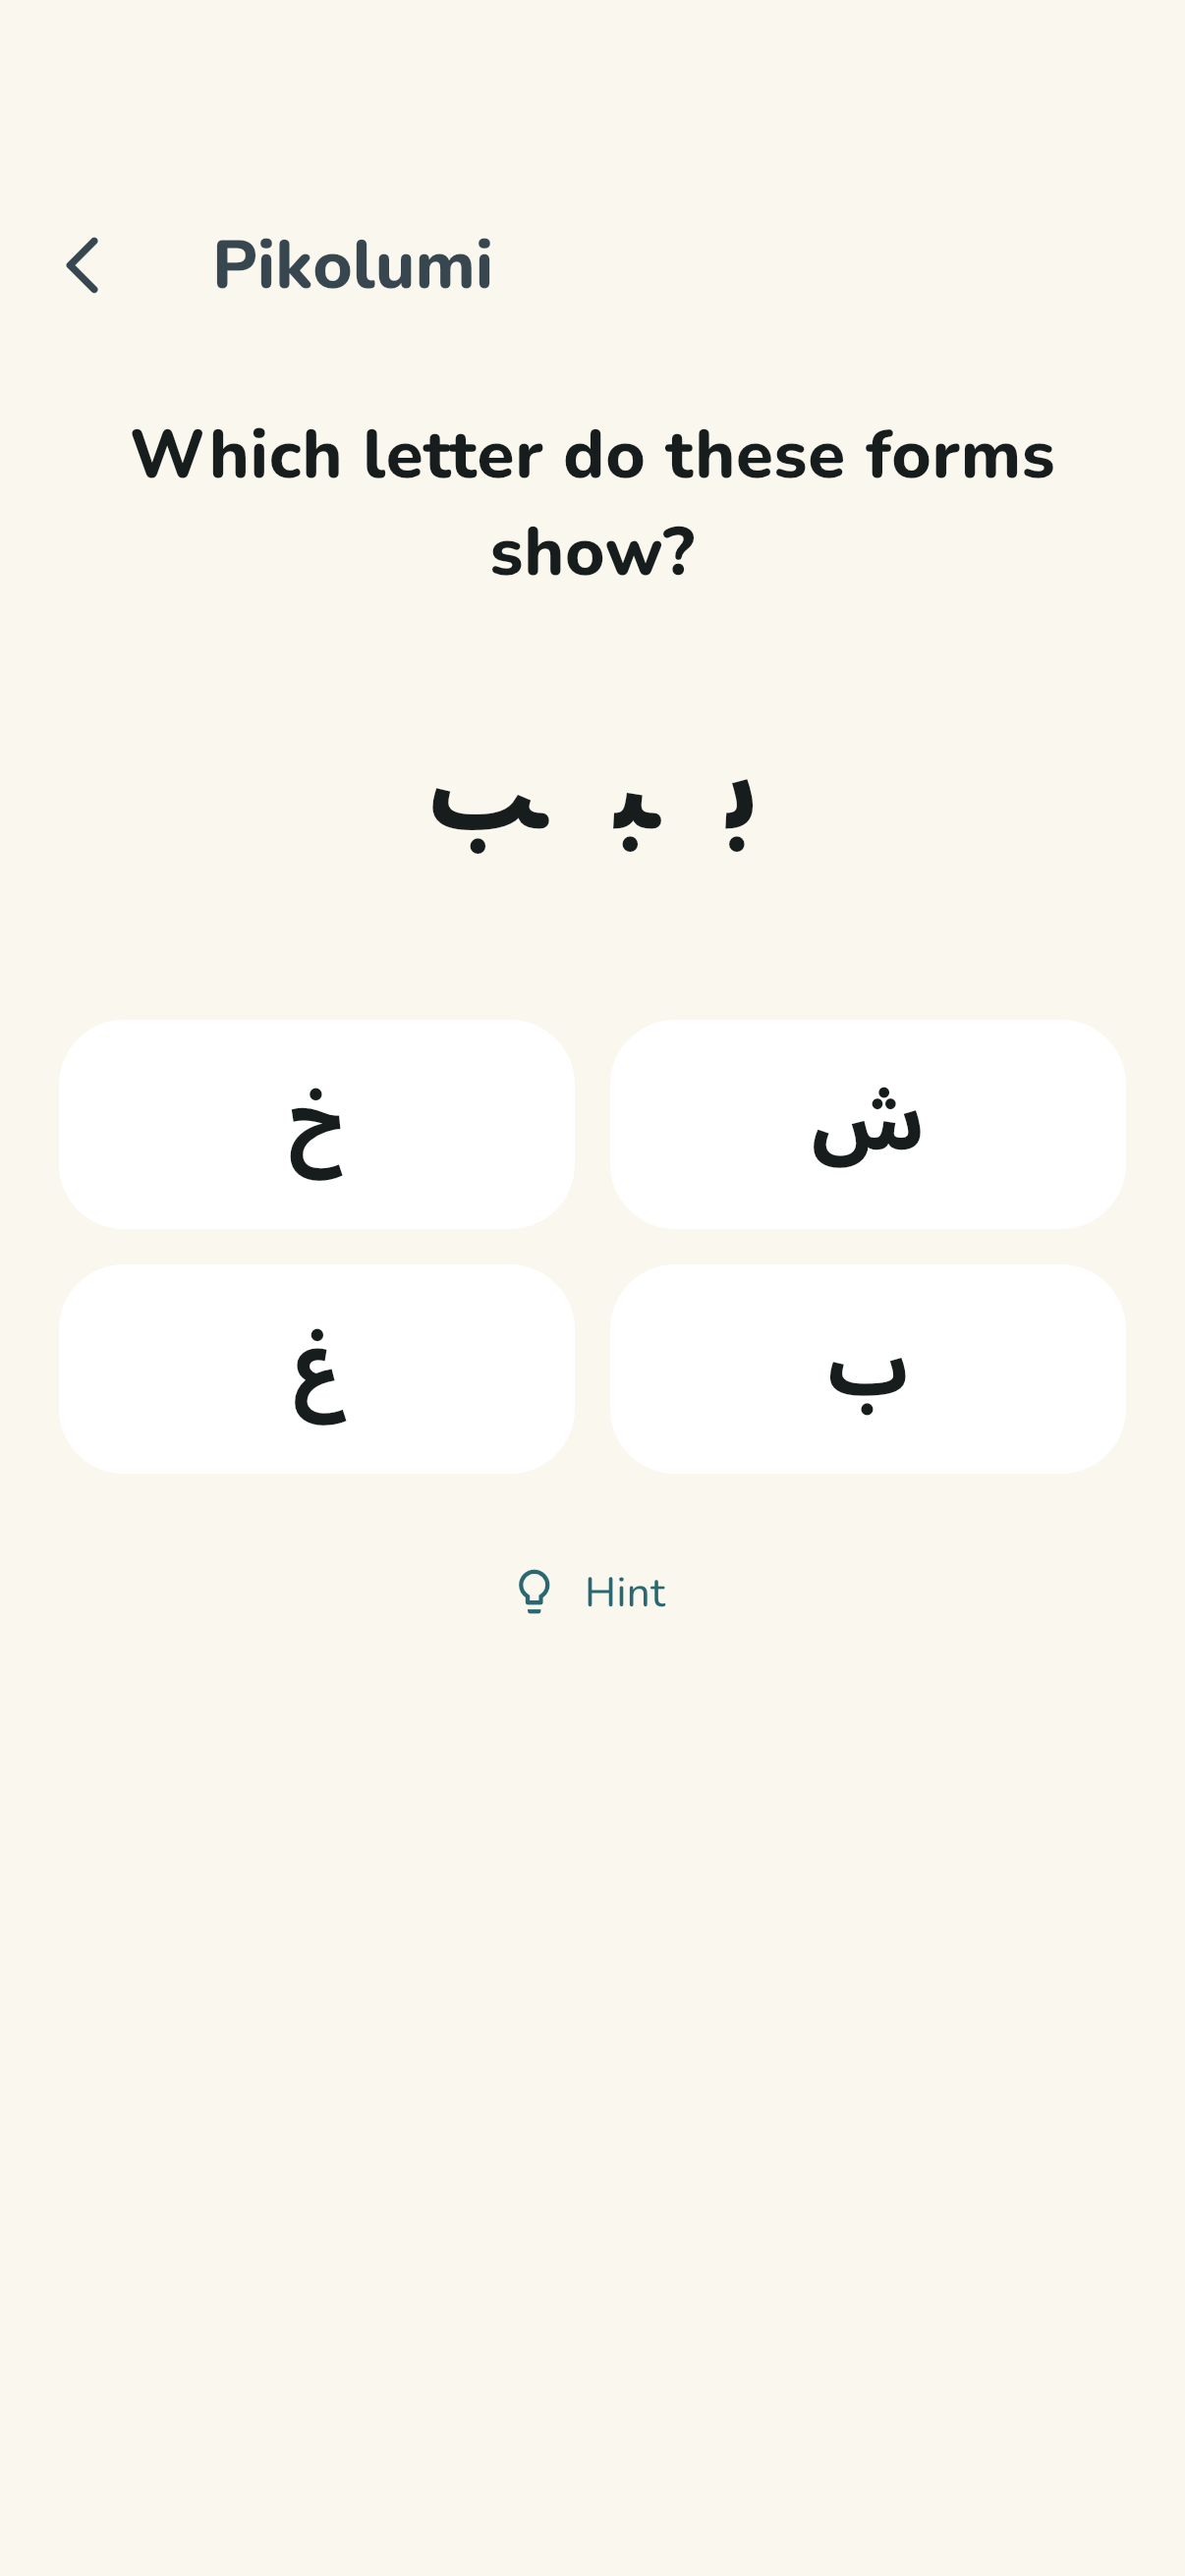 Pikolumi
Which letter do these forms
show?
بـ ـبـ ـب
خ
ش
غ
ب
Hint